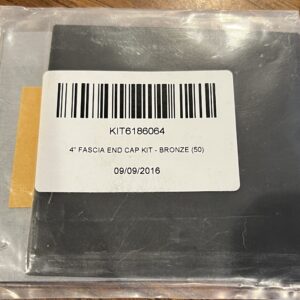 KIT6186064
4" FASCIA END CAP KIT - BRONZE (50)
09/09/2016